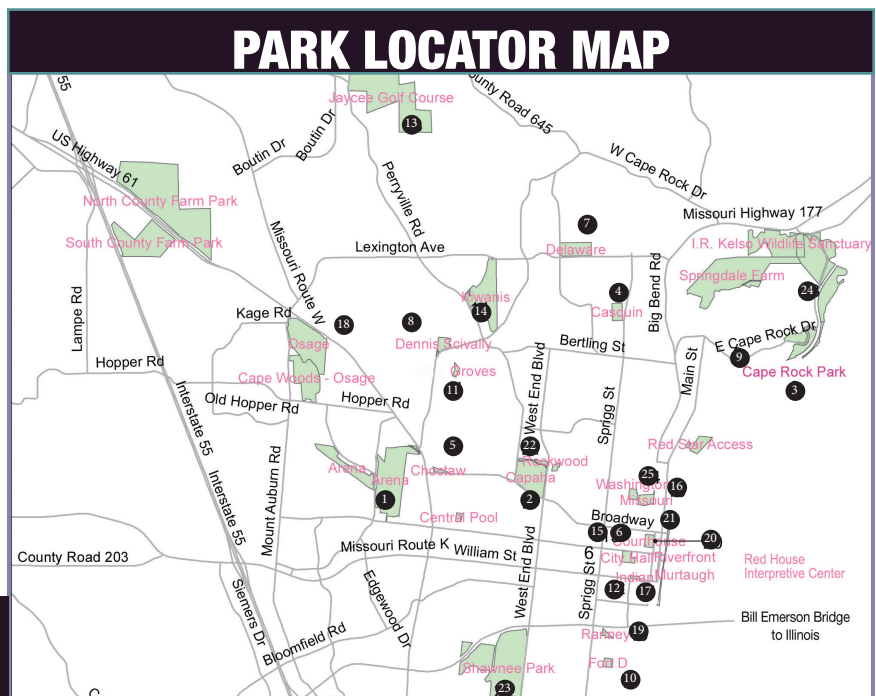 PARK LOCATOR MAP
55
Jaycee Golf Course
13
ounty Road 645
Boutin Dr
Boutin Dr
US Highway 61
W Cape Rock Dr
Perryville Rd
North County Farm Park
Missouri Highway 177
7
South County Farm Park
Missouri Route W
Lexington Ave
Delaware
I.R. Kelso Wildlife Sanctuary
Big Bend Rd
Springdale Farm
24
Lampe Rd
Kiwanis
14
4
Casquin
Kage Rd
18
8
Osage
Dennis Scivally
Bertling St
E Cape Rock Dr
9
Main St
Hopper Rd
Cape Woods - Osage
Groves
11
Cape Rock Park
3
West End Blvd
Sprigg St
Old Hopper Rd
Hopper Rd
Interstate 55
5
22
Red Star Access
Mount Auburn Rd
Arena
Arena
Choctaw
Rockwood
Capaha
25
Washington
16
Missouri
1
2
Interstate 55
Central Pool
Broadway
21
15
6
Courthouse
20
County Road 203
Missouri Route K
William St
6
City Hall
Riverfront
Red House
Interpretive Center
West End Blvd
Sprigg St
Indian
Murtaugh
12
17
Siemers Dr
Edgewood Dr
Bill Emerson Bridge
to Illinois
Bloomfield Rd
Ranney
19
Shawnee Park
Fort D
23
10